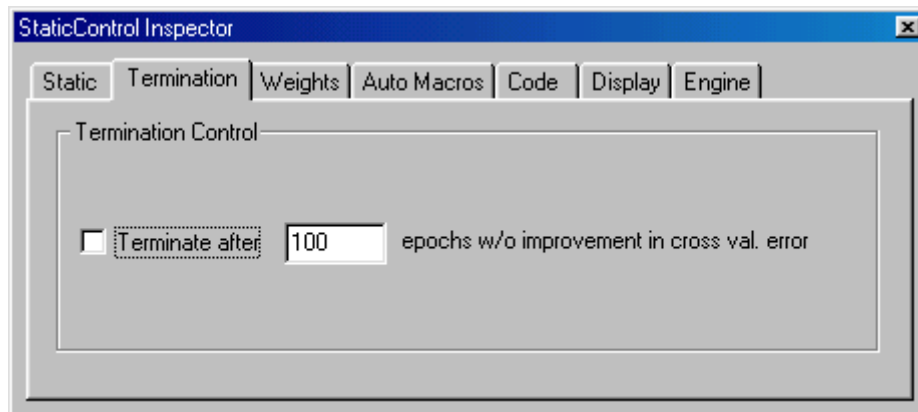 StaticControl Inspector
Static Termination Weights Auto Macros Code Display Engine
Termination Control
Terminate after 100 epochs w/o improvement in cross val. error